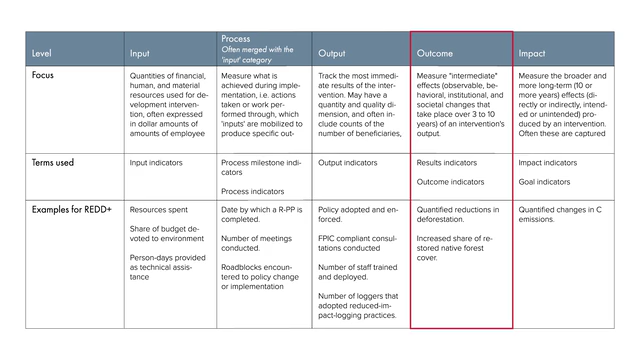 Level
Input
Process
Often merged with the
'input' category
Output
Outcome
Impact
Focus
Quantities of financial,
human, and material
resources used for de-
velopment interven-
tion, often expressed
in dollar amounts of
amounts of employee
Measure what is
achieved during imple-
mentation, i.e. actions
taken or work per-
formed through, which
'inputs' are mobilized to
produce specific out-
Track the most immedi-
ate results of the inter-
vention. May have a
quantity and quality di-
mension, and often in-
clude counts of the
number of beneficiaries,
Measure "intermediate"
effects (observable, be-
havioral, institutional, and
societal changes that
take place over 3 to 10
years) of an intervention's
output.
Measure the broader and
more long-term (10 or
more years) effects (di-
rectly or indirectly, intend-
ed or unintended) pro-
duced by an intervention.
Often these are captured
Terms used
Input indicators
Process milestone indi-
cators
Process indicators
Output indicators
Results indicators
Outcome indicators
Impact indicators
Goal indicators
Examples for REDD+
Resources spent
Share of budget de-
voted to environment
Person-days provided
as technical assis-
tance
Date by which a R-PP is
completed.
Number of meetings
conducted.
Roadblocks encoun-
tered to policy change
or implementation
Policy adopted and en-
forced.
FPIC compliant consul-
tations conducted
Number of staff trained
and deployed.
Number of loggers that
adopted reduced-im-
pact-logging practices.
Quantified reductions in
deforestation.
Increased share of re-
stored native forest
cover.
Quantified changes in C
emissions.